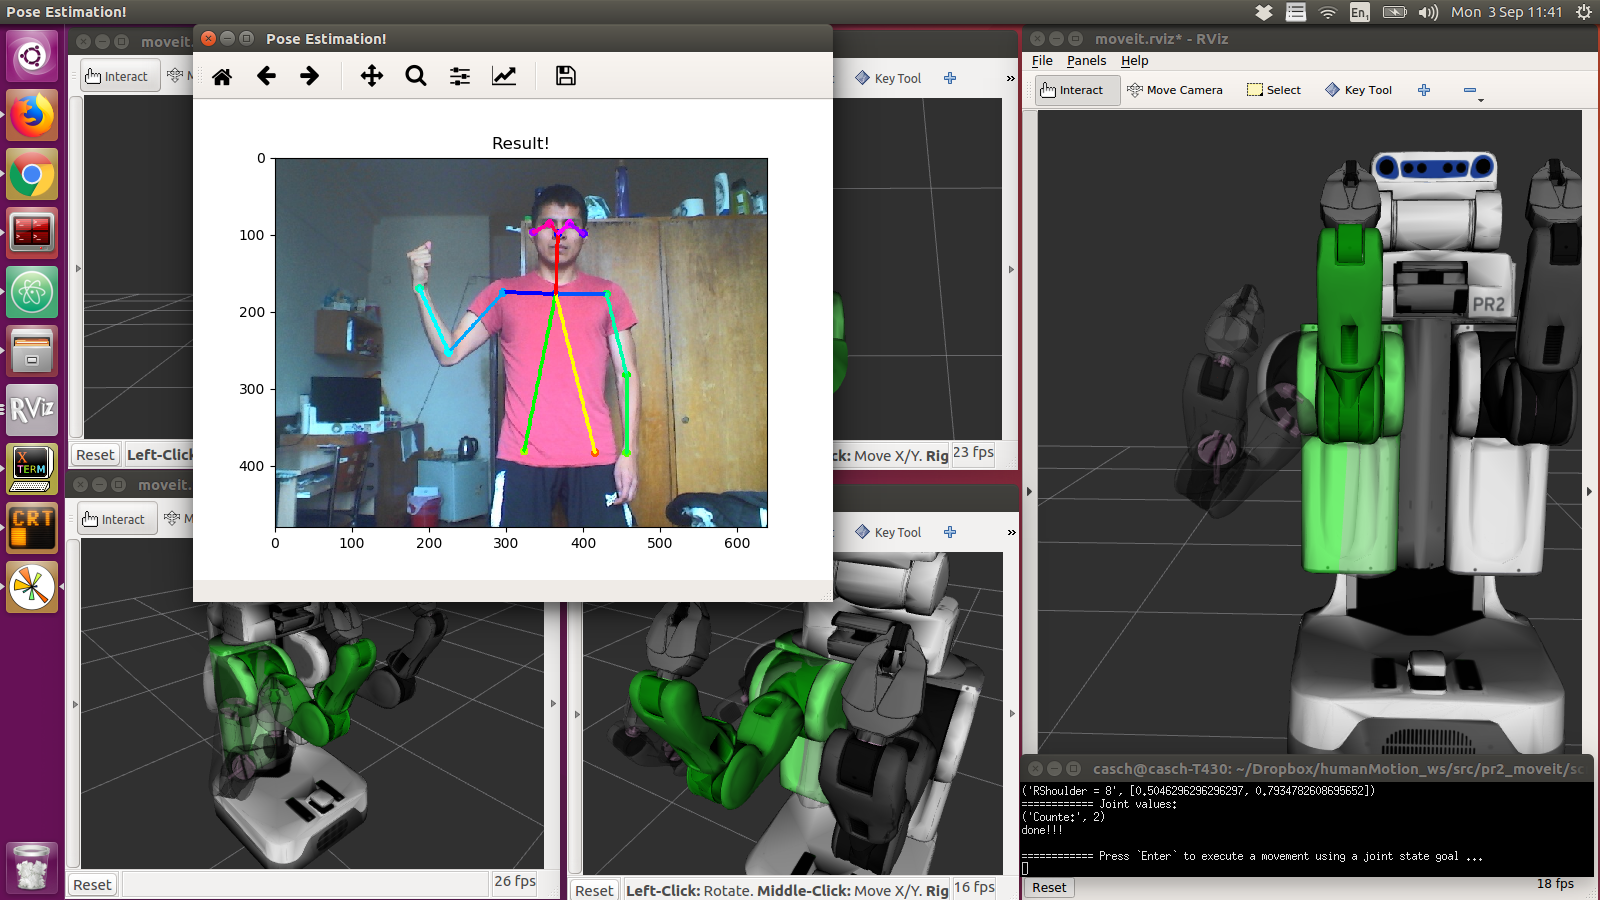 Pose Estimation!
En1
Mon 3 Sep 11:41
moveit.
Pose Estimation!
moveit.rviz* - RViz
File Panels Help
Interact
Key Tool
»
Interact
Move Camera
Select
Key Tool
Result!
0
100
200
300
400
0
100
200
300
400
500
600
PR2
RViz
X
TERM
CRT
Reset
Left-Click
ck: Move X/Y. Rig
23 fps
moveit.
Interact
Key Tool
»
casch@casch-T430: ~/Dropbox/humanMotion_ws/src/pr2_moveit/sc
('RShoulder = 8', [0.5046296296296297, 0.7934782608695652])
============ Joint values:
('Counte:', 2)
done!!!
============ Press `Enter` to execute a movement using a joint state goal ...
Reset
26 fps
Reset
Left-Click: Rotate. Middle-Click: Move X/Y. Rig
16 fps
Reset
18 fps